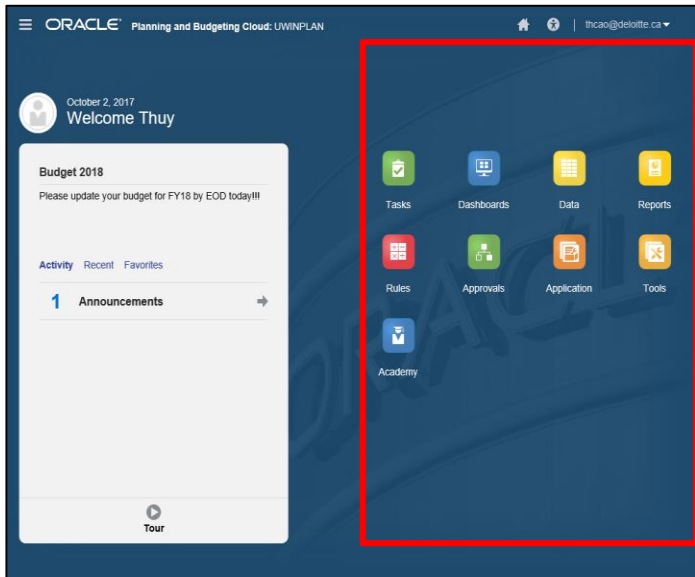 ORACLE Planning and Budgeting Cloud: UWINPLAN
thcao@deloitte.ca
October 2, 2017
Welcome Thuy
Budget 2018
Please update your budget for FY18 by EOD today!!!
Activity Recent Favorites
1 Announcements
Tour
Tasks Dashboards Data Reports
Rules Approvals Application Tools
Academy
ORACLE